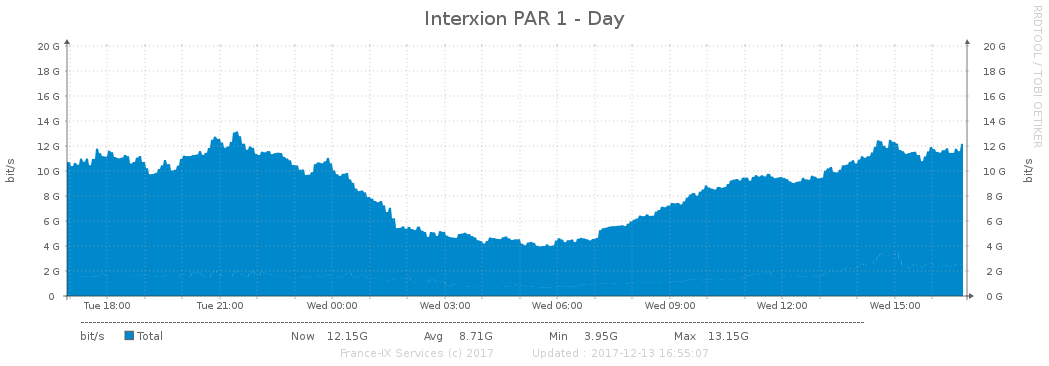 Interxion PAR 1 - Day
RRDTOOL / TOBI OETIKER
bit/s
20 G 20 G
18 G 18 G
16 G 16 G
14 G 14 G
12 G 12 G
10 G 10 G
8 G 8 G
6 G 6 G
4 G 4 G
2 G 2 G
0 0 G
bit/s
Tue 18:00 Tue 21:00 Wed 00:00 Wed 03:00 Wed 06:00 Wed 09:00 Wed 12:00 Wed 15:00
bit/s Total Now 12.15G Avg 8.71G Min 3.95G Max 13.15G
France-IX Services (c) 2017 Updated : 2017-12-13 16:55:07